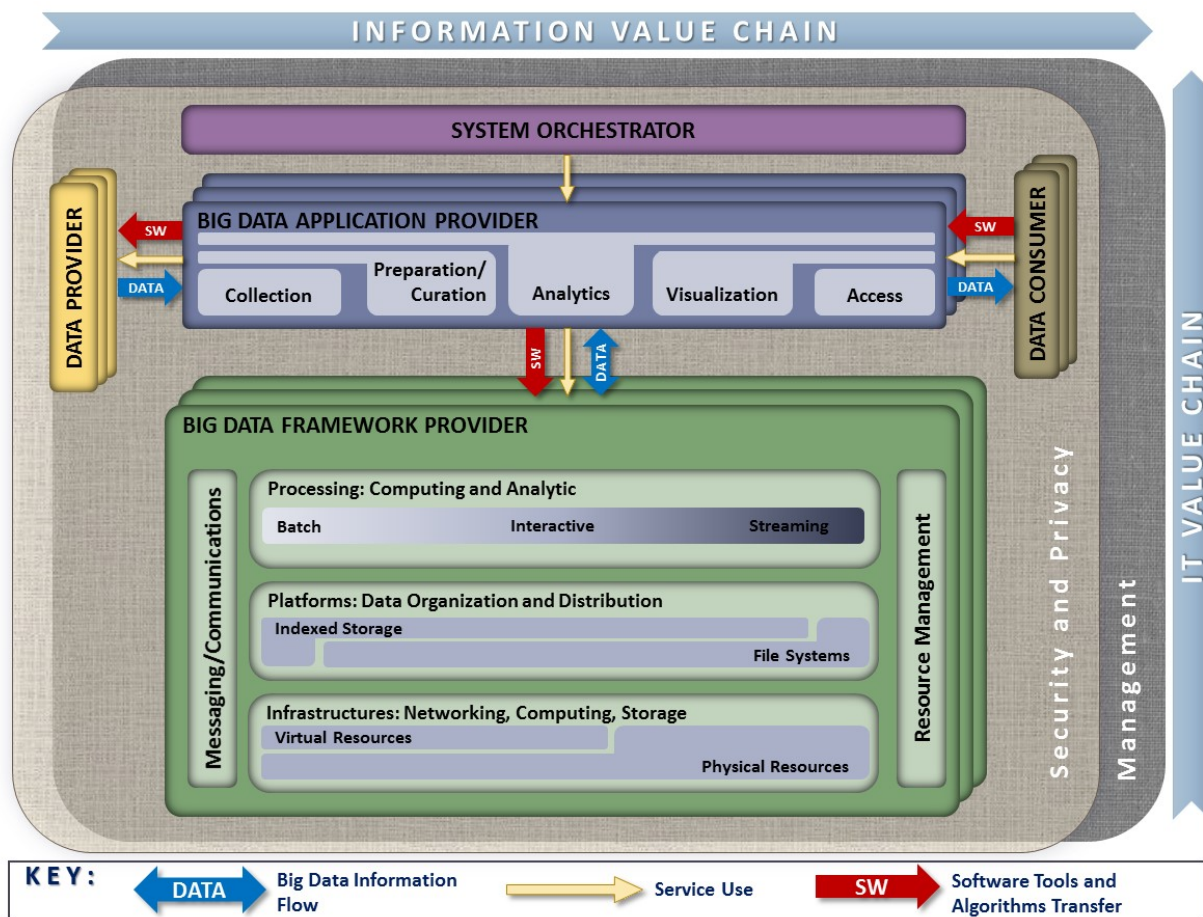 INFORMATION VALUE CHAIN
SYSTEM ORCHESTRATOR
DATA PROVIDER
SW
DATA
BIG DATA APPLICATION PROVIDER
Collection
Preparation/
Curation
Analytics
Visualization
Access
SW
DATA
DATA CONSUMER
SW
DATA
BIG DATA FRAMEWORK PROVIDER
Messaging/Communications
Processing: Computing and Analytic
Batch
Interactive
Streaming
Platforms: Data Organization and Distribution
Indexed Storage
File Systems
Infrastructures: Networking, Computing, Storage
Virtual Resources
Physical Resources
Resource Management
Security and Privacy
Management
IT VALUE CHAIN
KEY:
DATA
Big Data Information
Flow
Service Use
SW
Software Tools and
Algorithms Transfer